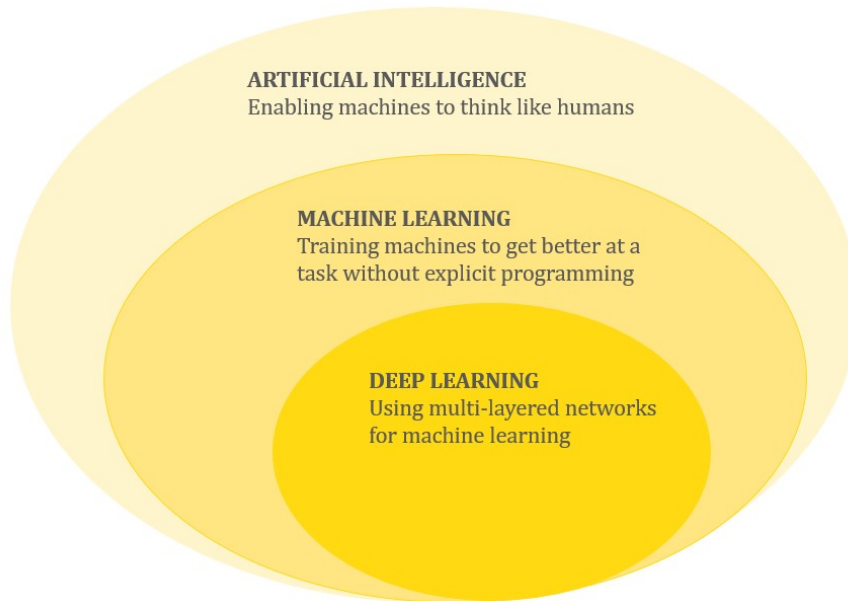 ARTIFICIAL INTELLIGENCE
Enabling machines to think like humans
MACHINE LEARNING
Training machines to get better at a
task without explicit programming
DEEP LEARNING
Using multi-layered networks
for machine learning